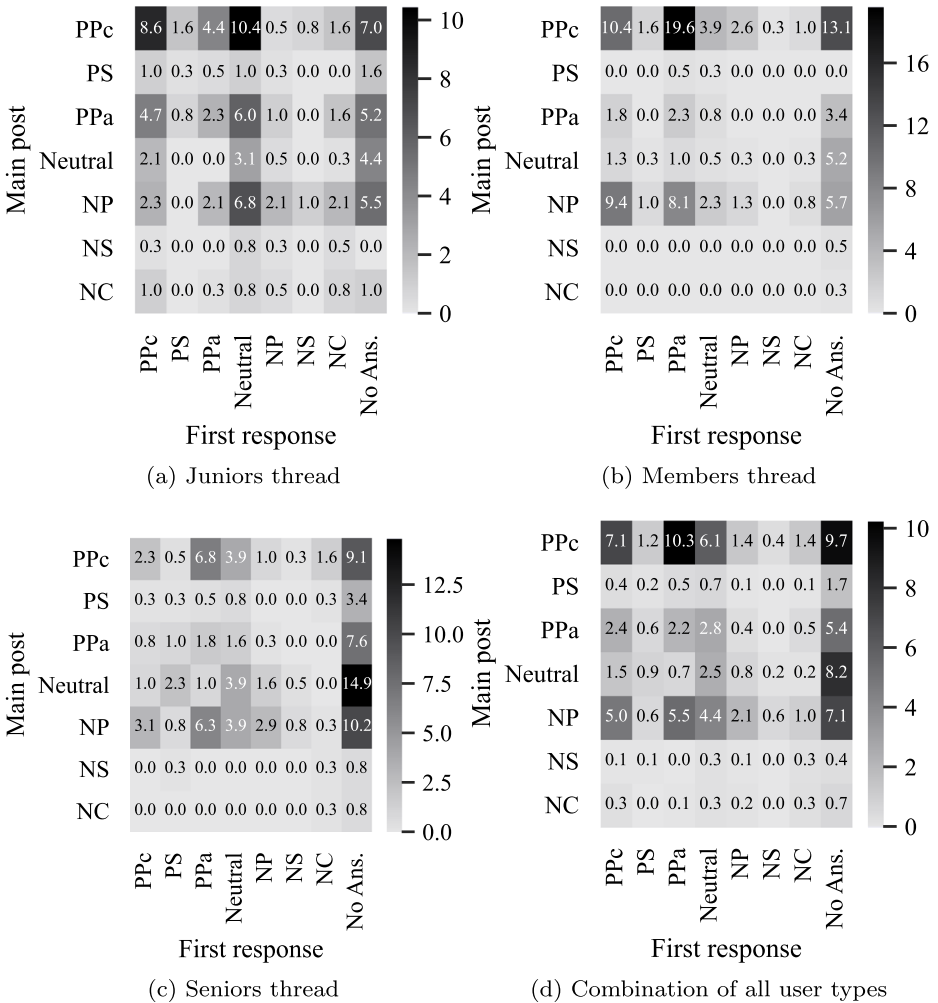 PPc 8.6 1.6 4.4 10.4 0.5 0.8 1.6 7.0
PS 1.0 0.3 0.5 1.0 0.3 0.0 0.0 1.6
PPa 4.7 0.8 2.3 6.0 1.0 0.0 1.6 5.2
Neutral 2.1 0.0 0.0 3.1 0.5 0.0 0.3 4.4
NP 2.3 0.0 2.1 6.8 2.1 1.0 2.1 5.5
NS 0.3 0.0 0.0 0.8 0.3 0.0 0.5 0.0
NC 1.0 0.0 0.3 0.8 0.5 0.0 0.8 1.0
Main post
10
8
6
4
2
0
PPc PS PPa Neutral NP NS NC No Ans.
First response
(a) Juniors thread
PPc 10.4 1.6 19.6 3.9 2.6 0.3 1.0 13.1
PS 0.0 0.0 0.5 0.3 0.0 0.0 0.0 0.0
PPa 1.8 0.0 2.3 0.8 0.0 0.0 0.0 3.4
Neutral 1.3 0.3 1.0 0.5 0.3 0.0 0.3 5.2
NP 9.4 1.0 8.1 2.3 1.3 0.0 0.8 5.7
NS 0.0 0.0 0.0 0.0 0.0 0.0 0.0 0.5
NC 0.0 0.0 0.0 0.0 0.0 0.0 0.0 0.3
Main post
16
12
8
4
0
PPc PS PPa Neutral NP NS NC No Ans.
First response
(b) Members thread
PPc 2.3 0.5 6.8 3.9 1.0 0.3 1.6 9.1
PS 0.3 0.3 0.5 0.8 0.0 0.0 0.3 3.4
PPa 0.8 1.0 1.8 1.6 0.3 0.0 0.0 7.6
Neutral 1.0 2.3 1.0 3.9 1.6 0.5 0.0 14.9
NP 3.1 0.8 6.3 3.9 2.9 0.8 0.3 10.2
NS 0.0 0.3 0.0 0.0 0.0 0.0 0.3 0.8
NC 0.0 0.0 0.0 0.0 0.0 0.0 0.3 0.8
Main post
12.5
10.0
7.5
5.0
2.5
0.0
PPc PS PPa Neutral NP NS NC No Ans.
First response
(c) Seniors thread
PPc 7.1 1.2 10.3 6.1 1.4 0.4 1.4 9.7
PS 0.4 0.2 0.5 0.7 0.1 0.0 0.1 1.7
PPa 2.4 0.6 2.2 2.8 0.4 0.0 0.5 5.4
Neutral 1.5 0.9 0.7 2.5 0.8 0.2 0.2 8.2
NP 5.0 0.6 5.5 4.4 2.1 0.6 1.0 7.1
NS 0.1 0.1 0.0 0.3 0.1 0.0 0.3 0.4
NC 0.3 0.0 0.1 0.3 0.2 0.0 0.3 0.7
Main post
10
8
6
4
2
0
PPc PS PPa Neutral NP NS NC No Ans.
First response
(d) Combination of all user types